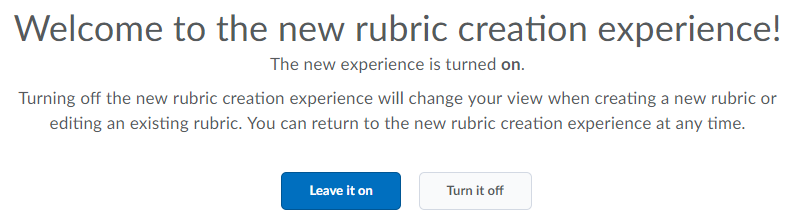 Welcome to the new rubric creation experience!
The new experience is turned on.
Turning off the new rubric creation experience will change your view when creating a new rubric or
editing an existing rubric. You can return to the new rubric creation experience at any time.
Leave it on
Turn it off